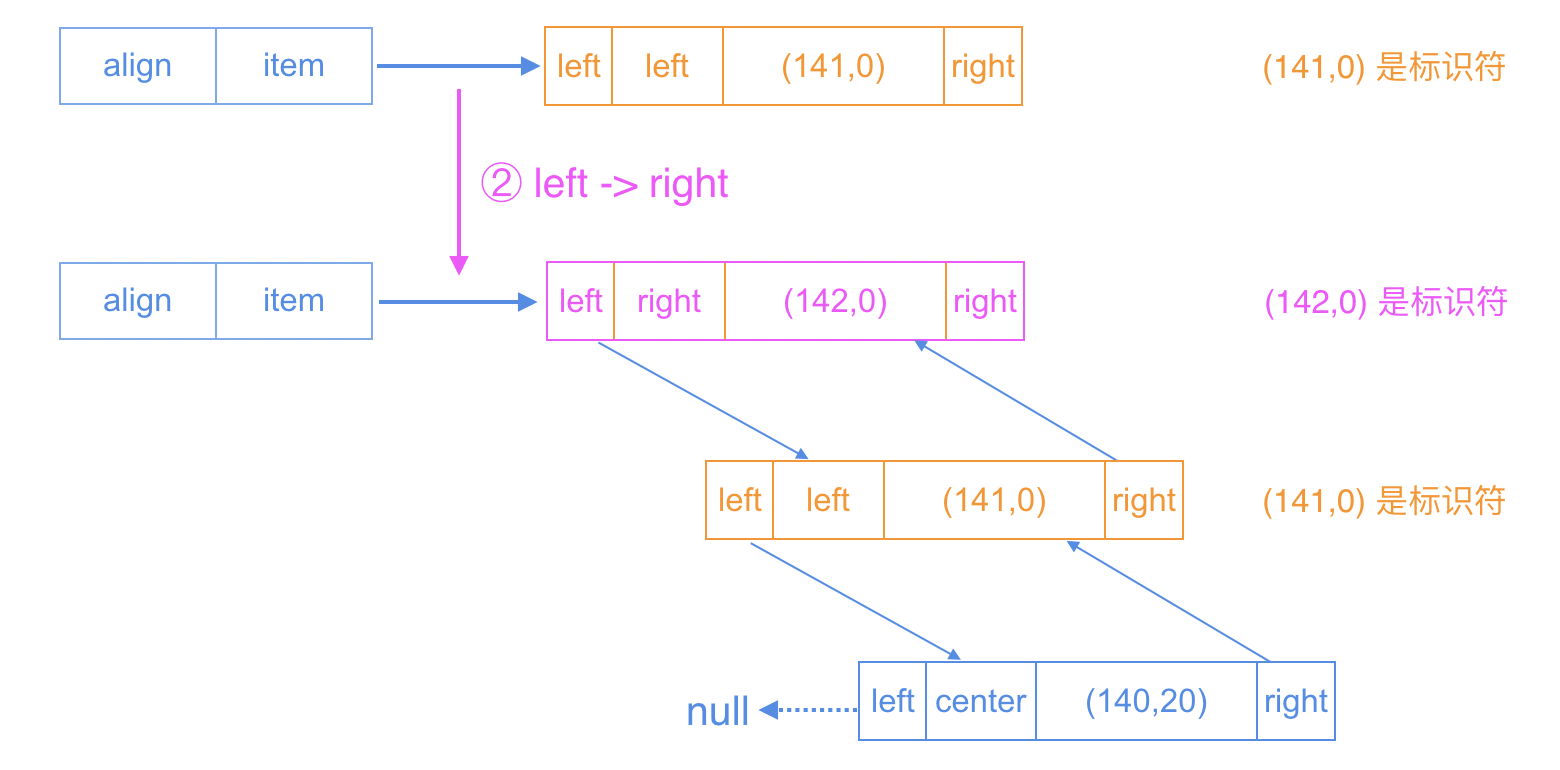 align item left left (141,0) right (141,0) 是标识符
② left -> right
align item left right (142,0) right (142,0) 是标识符
left left (141,0) right (141,0) 是标识符
null left center (140,20) right